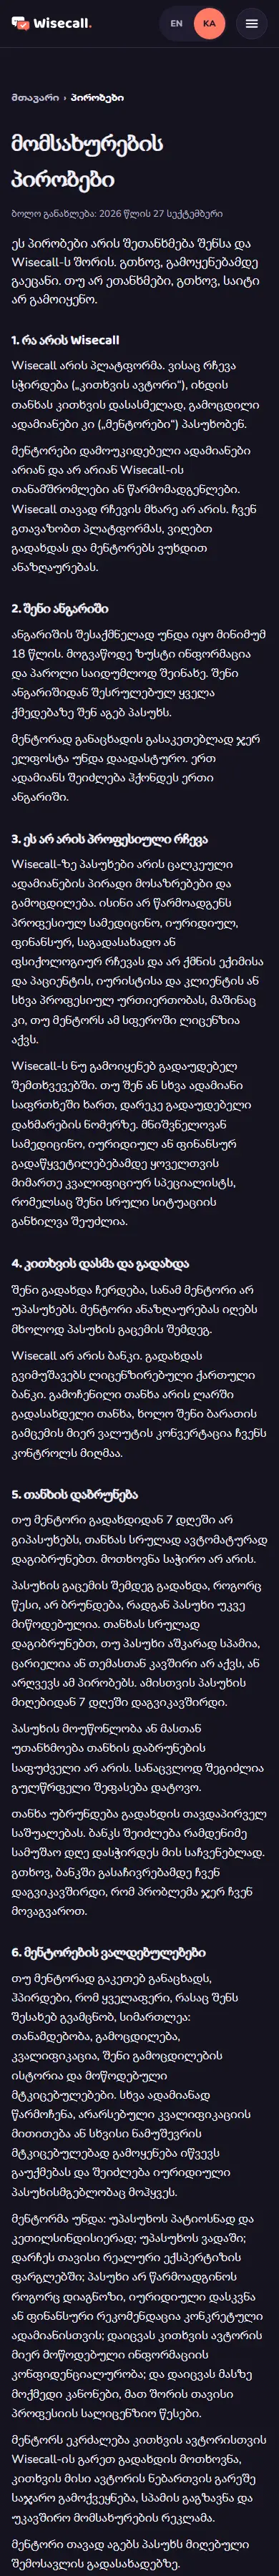 Wisecall.
EN
KA
მთავარი › პირობები
მომსახურების
პირობები
ბოლო განახლება: 2026 წლის 27 სექტემბერი
ეს პირობები არის შეთანხმება შენსა და
Wisecall-ს შორის. გთხოვ, გამოყენებამდე
გაეცანი. თუ არ ეთანხმები, გთხოვ, საიტი
არ გამოიყენო.
1. რა არის Wisecall
Wisecall არის პლატფორმა. ვისაც რჩევა
სჭირდება („კითხვის ავტორი“), იხდის
თანხას კითხვის დასასმელად, გამოცდილი
ადამიანები კი („მენტორები“) პასუხობენ.
მენტორები დამოუკიდებელი ადამიანები
არიან და არ არიან Wisecall-ის
თანამშრომლები ან წარმომადგენლები.
Wisecall თავად რჩევის მხარე არ არის. ჩვენ
გთავაზობთ პლატფორმას, ვიღებთ
გადახდას და მენტორებს ვუხდით
ანაზღაურებას.
2. შენი ანგარიში
ანგარიშის შესაქმნელად უნდა იყო მინიმუმ
18 წლის. მოგვაწოდე ზუსტი ინფორმაცია
და პაროლი საიდუმლოდ შეინახე. შენი
ანგარიშიდან შესრულებულ ყველა
ქმედებაზე შენ აგებ პასუხს.
მენტორად განაცხადის გასაკეთებლად ჯერ
ელფოსტა უნდა დაადასტურო. ერთ
ადამიანს შეიძლება ჰქონდეს ერთი
ანგარიში.
3. ეს არ არის პროფესიული რჩევა
Wisecall-ზე პასუხები არის ცალკეული
ადამიანების პირადი მოსაზრებები და
გამოცდილება. ისინი არ წარმოადგენს
პროფესიულ სამედიცინო, იურიდიულ,
ფინანსურ, საგადასახადო ან
ფსიქოლოგიურ რჩევას და არ ქმნის ექიმისა
და პაციენტის, იურისტისა და კლიენტის ან
სხვა პროფესიულ ურთიერთობას, მაშინაც
კი, თუ მენტორს ამ სფეროში ლიცენზია
აქვს.
Wisecall-ს ნუ გამოიყენებ გადაუდებელ
შემთხვევებში. თუ შენ ან სხვა ადამიანი
საფრთხეში ხართ, დარეკე გადაუდებელი
დახმარების ნომერზე. მნიშვნელოვან
სამედიცინო, იურიდიულ ან ფინანსურ
გადაწყვეტილებებამდე ყოველთვის
მიმართე კვალიფიციურ სპეციალისტს,
რომელსაც შენი სრული სიტუაციის
განხილვა შეუძლია.
4. კითხვის დასმა და გადახდა
შენი გადახდა ჩერდება, სანამ მენტორი არ
უპასუხებს. მენტორი ანაზღაურებას იღებს
მხოლოდ პასუხის გაცემის შემდეგ.
Wisecall არ არის ბანკი. გადახდას
გვიმუშავებს ლიცენზირებული ქართული
ბანკი. გამოჩენილი თანხა არის ლარში
გადასახდელი თანხა, ხოლო შენი ბარათის
გამცემის მიერ ვალუტის კონვერტაცია ჩვენს
კონტროლს მიღმაა.
5. თანხის დაბრუნება
თუ მენტორი გადახდიდან 7 დღეში არ
გიპასუხებს, თანხას სრულად ავტომატურად
დაგიბრუნებთ. მოთხოვნა საჭირო არ არის.
პასუხის გაცემის შემდეგ გადახდა, როგორც
წესი, არ ბრუნდება, რადგან პასუხი უკვე
მიწოდებულია. თანხას სრულად
დაგიბრუნებთ, თუ პასუხი აშკარად სპამია,
ცარიელია ან თემასთან კავშირი არ აქვს, ან
არღვევს ამ პირობებს. ამისთვის პასუხის
მიღებიდან 7 დღეში დაგვიკავშირდი.
პასუხის მოუწონლობა ან მასთან
უთანხმოება თანხის დაბრუნების
საფუძველი არ არის. სანაცვლოდ შეგიძლია
გულწრფელი შეფასება დატოვო.
თანხა უბრუნდება გადახდის თავდაპირველ
საშუალებას. ბანკს შეიძლება რამდენიმე
სამუშაო დღე დასჭირდეს მის საჩვენებლად.
გთხოვ, ბანკში გასაჩივრებამდე ჩვენ
დაგვიკავშირდი, რომ პრობლემა ჯერ ჩვენ
მოვაგვაროთ.
6. მენტორების ვალდებულებები
თუ მენტორად გაკეთებ განაცხადს,
ჰპირდები, რომ ყველაფერი, რასაც შენს
შესახებ გვამცნობ, სიმართლეა:
თანამდებობა, გამოცდილება,
კვალიფიკაცია, შენი გამოცდილების
ისტორია და მოწოდებული
მტკიცებულებები. სხვა ადამიანად
წარმოჩენა, არარსებული კვალიფიკაციის
მითითება ან სხვისი ნამუშევრის
მტკიცებულებად გამოყენება იწვევს
გაუქმებას და შეიძლება იურიდიული
პასუხისმგებლობაც მოჰყვეს.
მენტორმა უნდა: უპასუხოს პატიოსნად და
კეთილსინდისიერად; უპასუხოს ვადაში;
დარჩეს თავისი რეალური ექსპერტიზის
ფარგლებში; პასუხი არ წარმოადგინოს
როგორც დიაგნოზი, იურიდიული დასკვნა
ან ფინანსური რეკომენდაცია კონკრეტული
ადამიანისთვის; დაიცვას კითხვის ავტორის
მიერ მოწოდებული ინფორმაციის
კონფიდენციალურობა; და დაიცვას მასზე
მოქმედი კანონები, მათ შორის თავისი
პროფესიის სალიცენზიო წესები.
მენტორს ეკრძალება კითხვის ავტორისთვის
Wisecall-ის გარეთ გადახდის მოთხოვნა,
კითხვის მისი ავტორის ნებართვის გარეშე
საჯარო გამოქვეყნება, სპამის გაგზავნა და
უკავშირო მომსახურების რეკლამა.
მენტორი თავად აგებს პასუხს მიღებული
შემოსავლის გადასახადებზე.